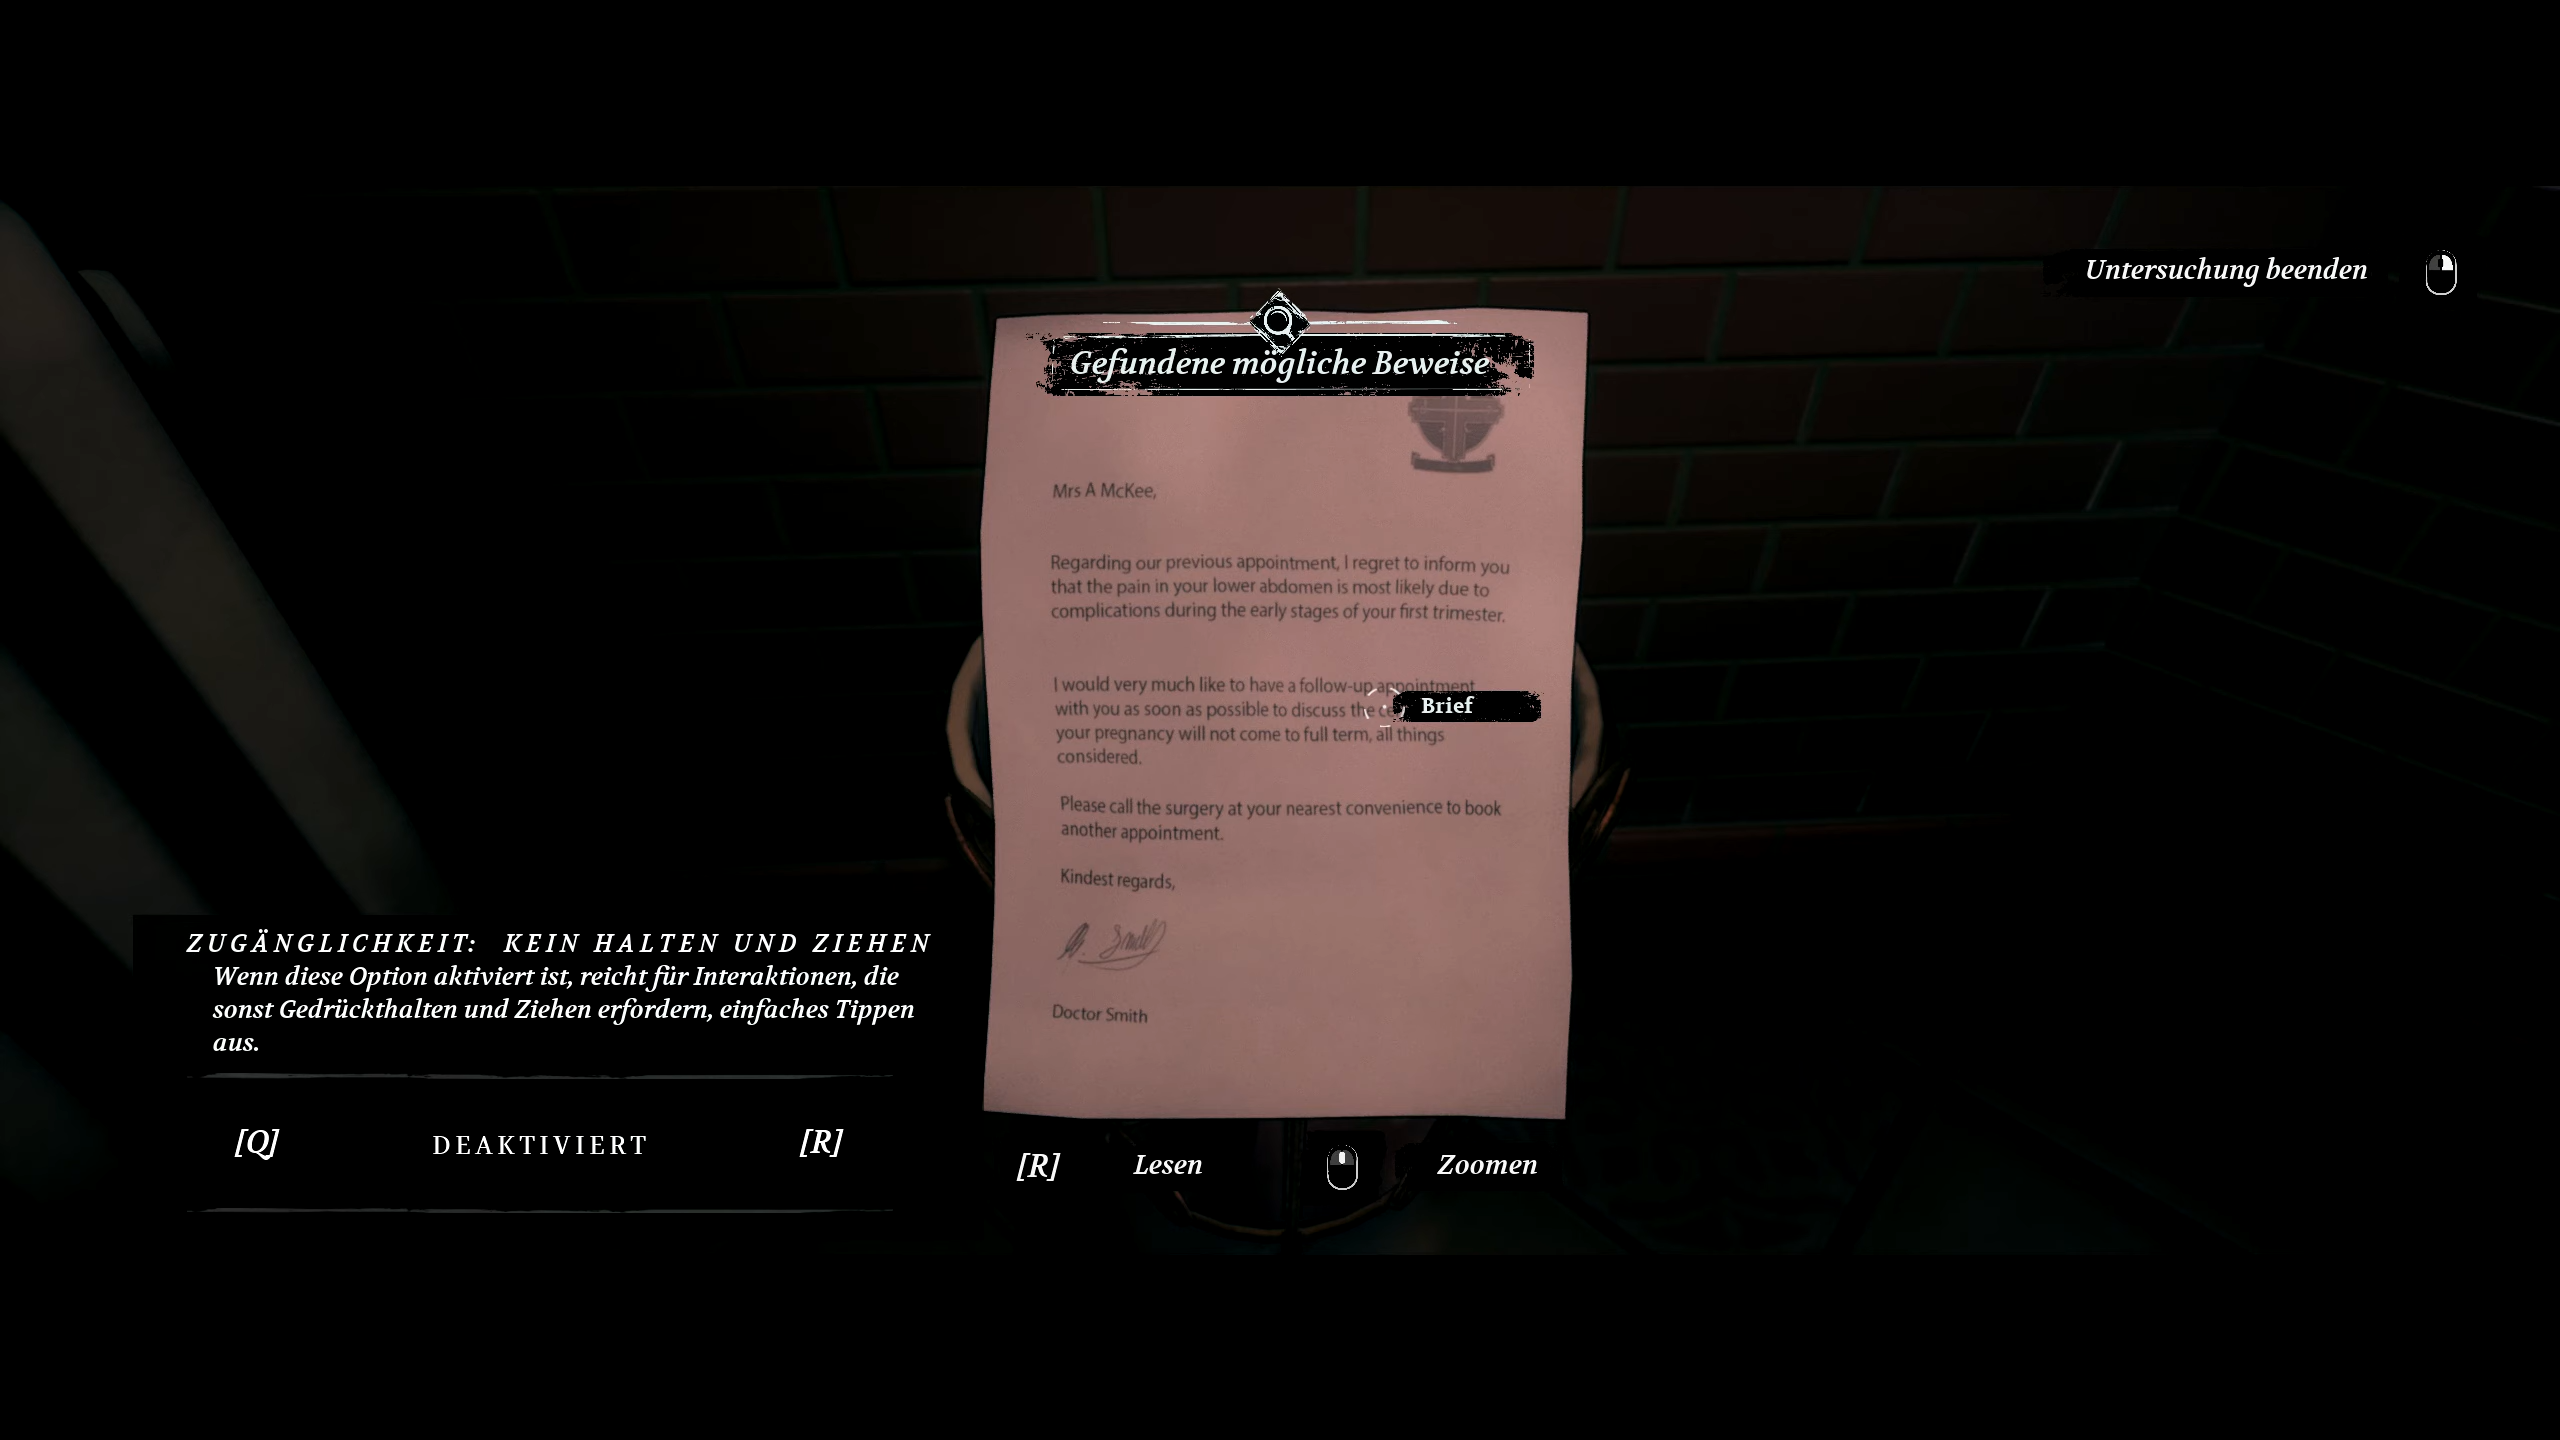 Untersuchung beenden
Gefundene mögliche Beweise
Mrs A McKee,
Regarding our previous appointment, I regret to inform you
that the pain in your lower abdomen is most likely due to
complications during the early stages of your first trimester.
I would very much like to have a follow-up appointment
with you as soon as possible to discuss the
Brief
your pregnancy will not come to full term, all things
considered.
Please call the surgery at your nearest convenience to book
another appointment.
Kindest regards,
Doctor Smith
ZUGÄNGLICHKEIT: KEIN HALTEN UND ZIEHEN
Wenn diese Option aktiviert ist, reicht für Interaktionen, die
sonst Gedrückthalten und Ziehen erfordern, einfaches Tippen
aus.
[Q] DEAKTIVIERT [R]
[R] Lesen Zoomen